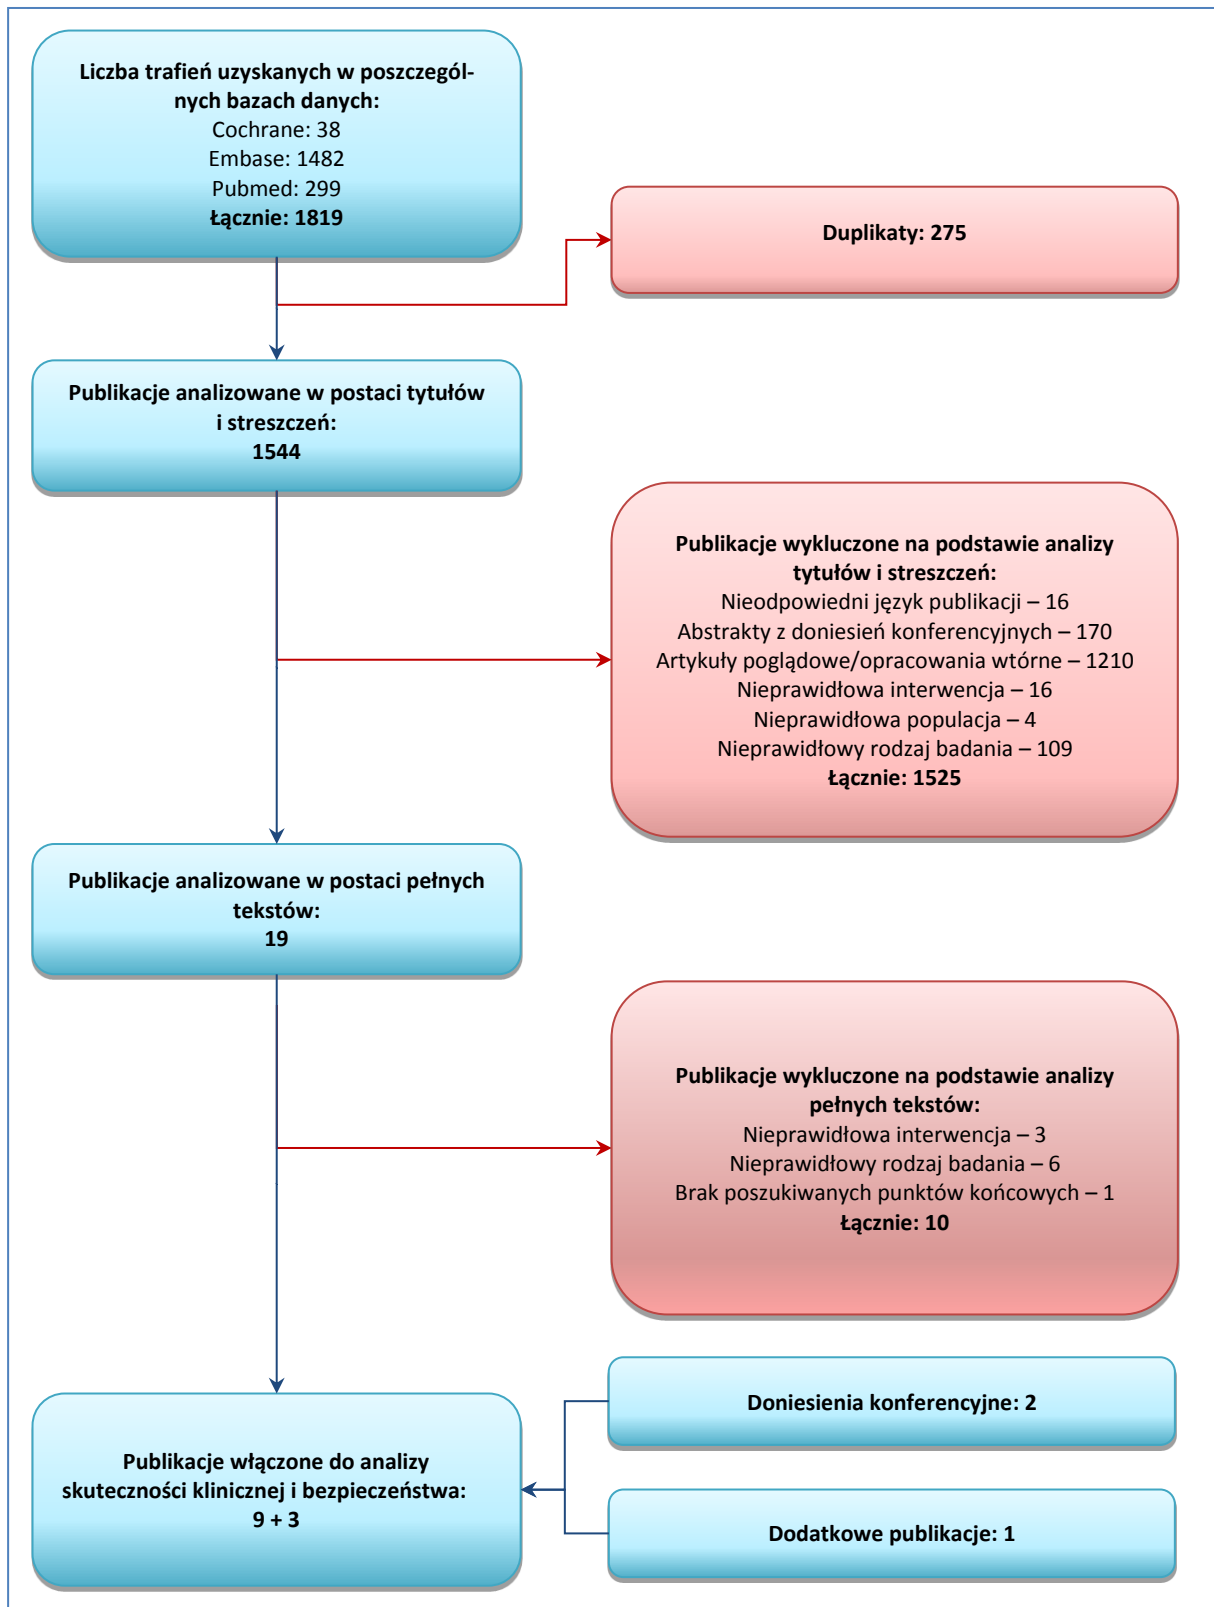 Liczba trafień uzyskanych w poszczegól-
nych bazach danych:
Cochrane: 38
Embase: 1482
Pubmed: 299
Łącznie: 1819
Duplikaty: 275
Publikacje analizowane w postaci tytułów
i streszczeń:
1544
Publikacje wykluczone na podstawie analizy
tytułów i streszczeń:
Nieodpowiedni język publikacji – 16
Abstrakty z doniesień konferencyjnych – 170
Artykuły poglądowe/opracowania wtórne – 1210
Nieprawidłowa interwencja – 16
Nieprawidłowa populacja – 4
Nieprawidłowy rodzaj badania – 109
Łącznie: 1525
Publikacje analizowane w postaci pełnych
tekstów:
19
Publikacje wykluczone na podstawie analizy
pełnych tekstów:
Nieprawidłowa interwencja – 3
Nieprawidłowy rodzaj badania – 6
Brak poszukiwanych punktów końcowych – 1
Łącznie: 10
Doniesienia konferencyjne: 2
Publikacje włączone do analizy
skuteczności klinicznej i bezpieczeństwa:
9 + 3
Dodatkowe publikacje: 1